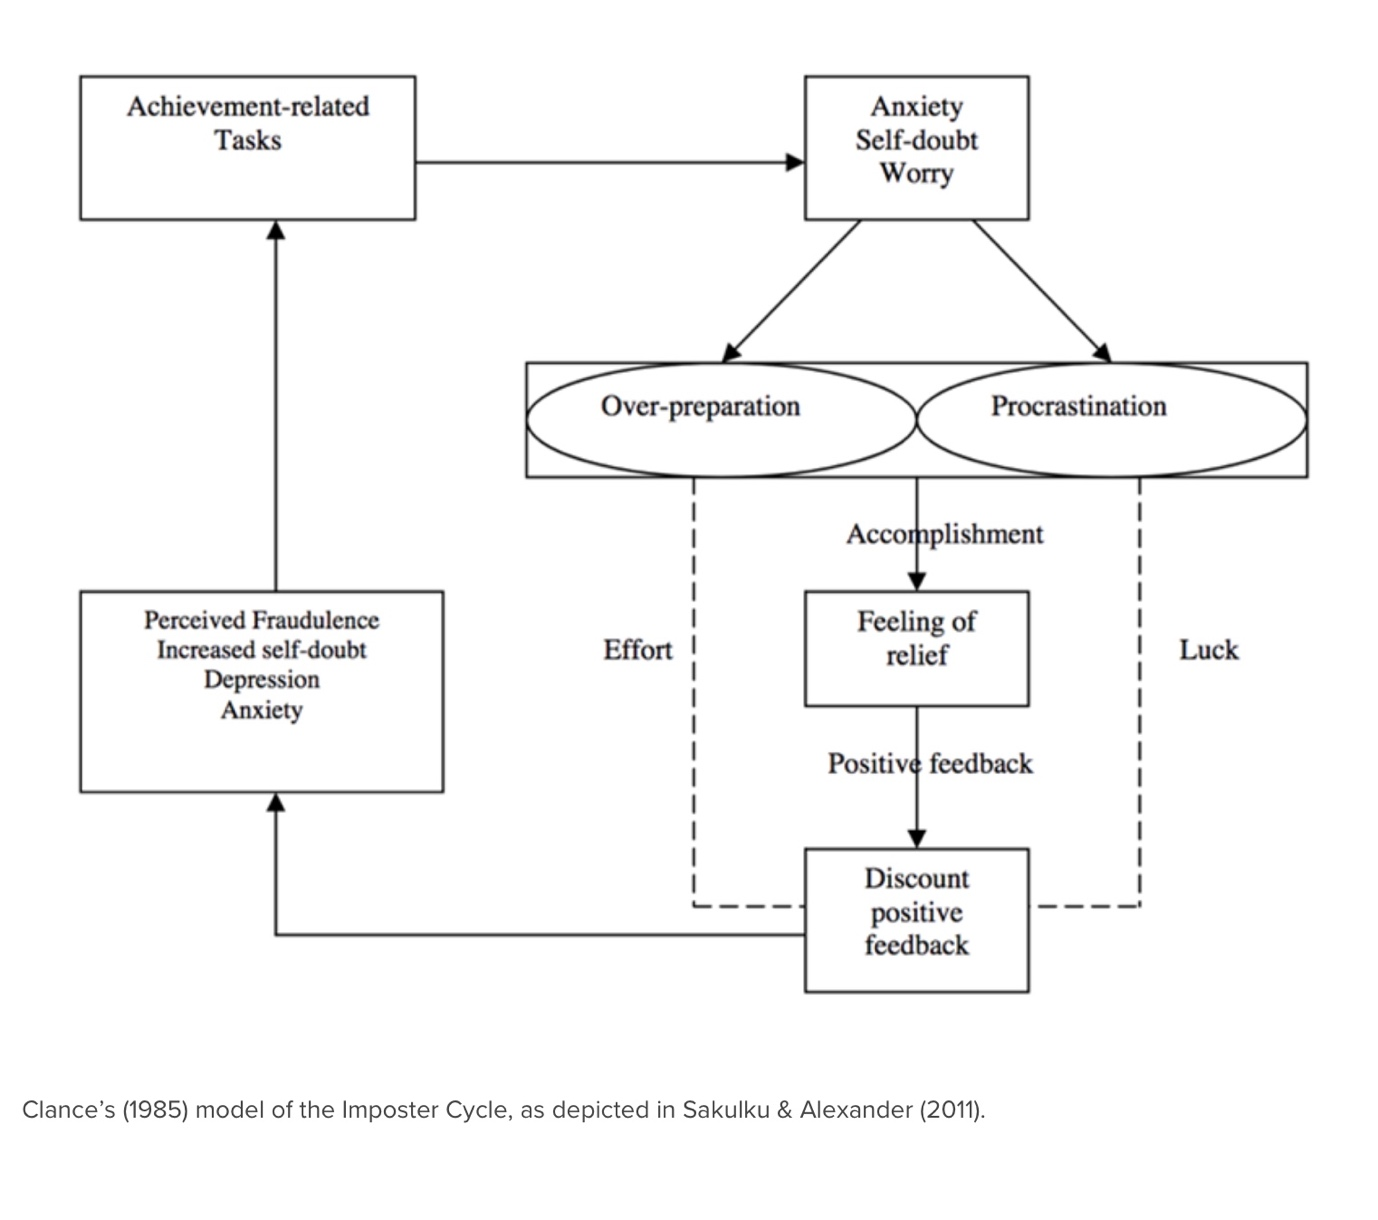 Achievement-related
Tasks
Anxiety
Self-doubt
Worry
Over-preparation
Procrastination
Accomplishment
Feeling of
relief
Effort
Luck
Positive feedback
Discount
positive
feedback
Perceived Fraudulence
Increased self-doubt
Depression
Anxiety
Clance’s (1985) model of the Imposter Cycle, as depicted in Sakulku & Alexander (2011).